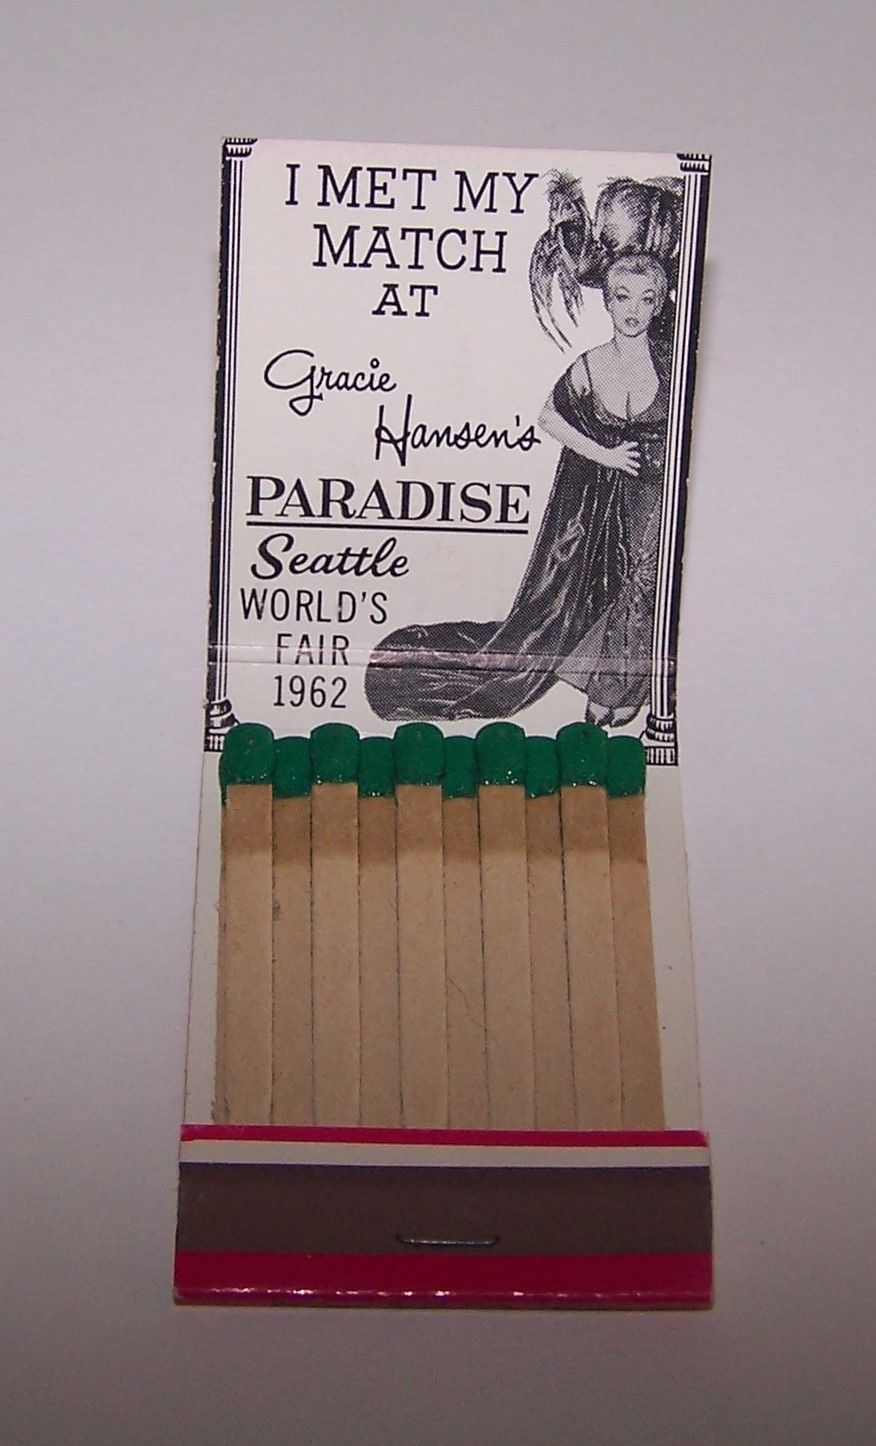 I MET MY
MATCH
AT
Gracie
Hansen's
PARADISE
Seattle
WORLD'S
FAIR
1962